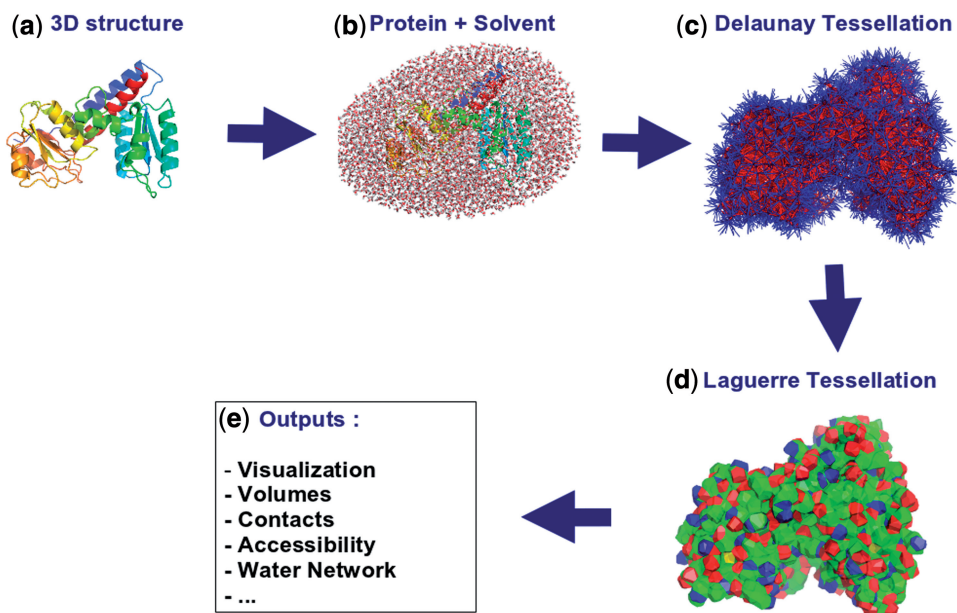 (a) 3D structure
(b) Protein + Solvent
(c) Delaunay Tessellation
(d) Laguerre Tessellation
(e) Outputs :
- Visualization
- Volumes
- Contacts
- Accessibility
- Water Network
- ...